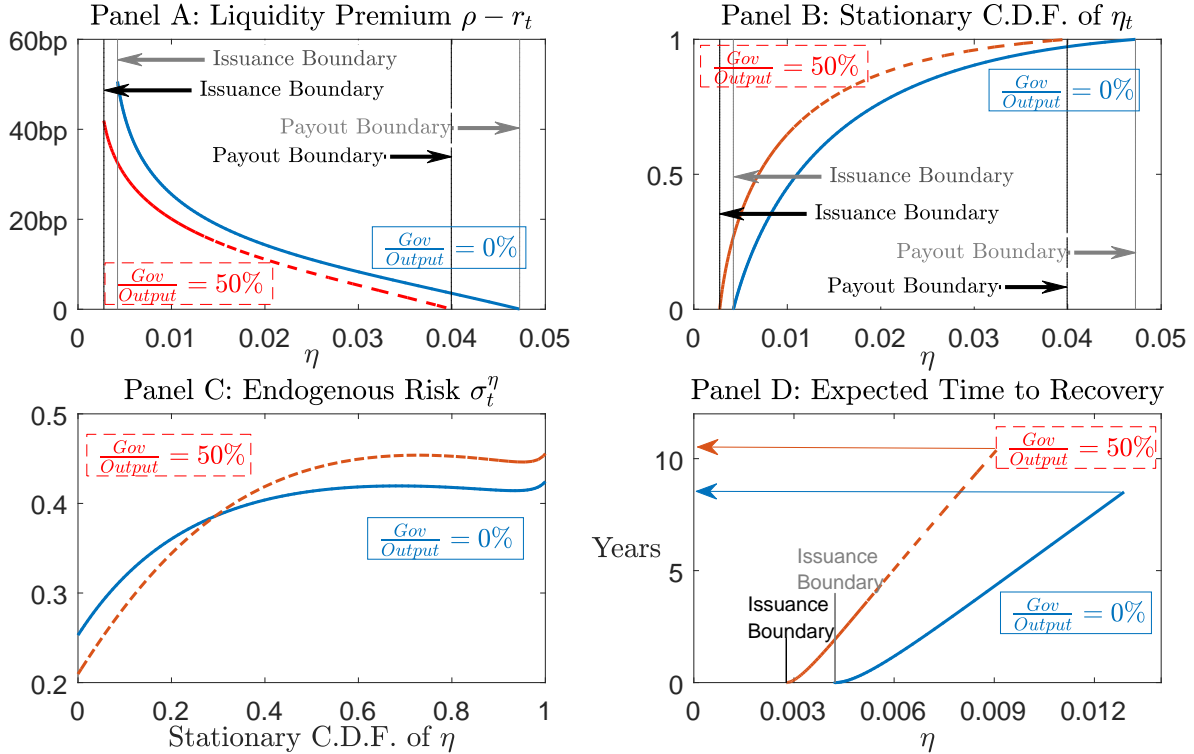 Panel A: Liquidity Premium ρ − r_t
60bp
40bp
20bp
0
Issuance Boundary
Issuance Boundary
Payout Boundary
Payout Boundary
Gov/Output = 0%
Gov/Output = 50%
0 0.01 0.02 0.03 0.04 0.05
η
Panel B: Stationary C.D.F. of η_t
1
0.5
0
Gov/Output = 50%
Gov/Output = 0%
Issuance Boundary
Issuance Boundary
Payout Boundary
Payout Boundary
0 0.01 0.02 0.03 0.04 0.05
η
Panel C: Endogenous Risk σ_t^η
0.5
0.4
0.3
0.2
Gov/Output = 50%
Gov/Output = 0%
0 0.2 0.4 0.6 0.8 1
Stationary C.D.F. of η
Panel D: Expected Time to Recovery
10
5
0
Years
Gov/Output = 50%
Issuance
Boundary
Issuance
Boundary
Gov/Output = 0%
0 0.003 0.006 0.009 0.012
η